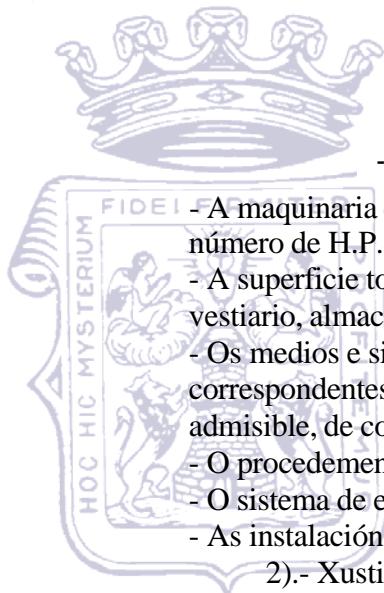 -
FIDEI
HOC HIC MYSTERIUM
- A maquinaria
número de H.P.
- A superficie to
vestiario, almac
- Os medios e si
correspondentes
admisible, de co
- O procedemen
- O sistema de e
- As instalación
2).- Xusti